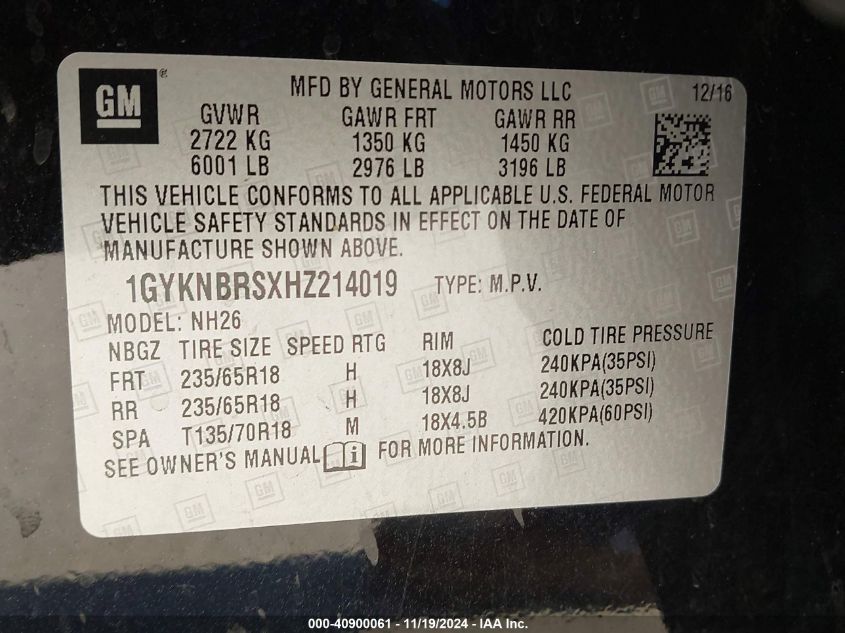 GM ® MFD BY GENERAL MOTORS LLC 12/16
GVWR GAWR FRT GAWR RR
2722 KG 1350 KG 1450 KG
6001 LB 2976 LB 3196 LB
THIS VEHICLE CONFORMS TO ALL APPLICABLE U.S. FEDERAL MOTOR
VEHICLE SAFETY STANDARDS IN EFFECT ON THE DATE OF
MANUFACTURE SHOWN ABOVE.
1GYKNBRSXHZ214019 TYPE: M.P.V.
MODEL: NH26
NBGZ TIRE SIZE SPEED RTG RIM COLD TIRE PRESSURE
FRT 235/65R18 H 18X8J 240KPA(35PSI)
RR 235/65R18 H 18X8J 240KPA(35PSI)
SPA T135/70R18 M 18X4.5B 420KPA(60PSI)
SEE OWNER'S MANUAL FOR MORE INFORMATION.
000-40900061 - 11/19/2024 - IAA Inc.